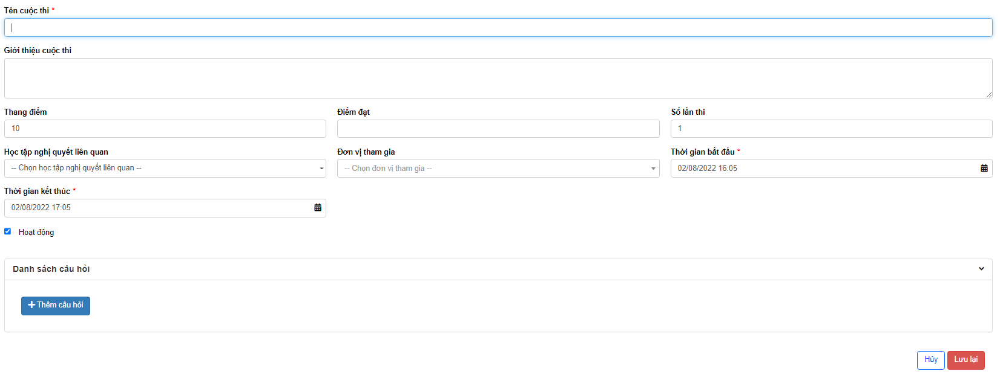 Tên cuộc thi *
Giới thiệu cuộc thi
Thang điểm Điểm đạt Số lần thi
10 1
Học tập nghị quyết liên quan Đơn vị tham gia Thời gian bắt đầu *
-- Chọn học tập nghị quyết liên quan -- -- Chọn đơn vị tham gia -- 02/08/2022 16:05
Thời gian kết thúc *
02/08/2022 17:05
Hoạt động
Danh sách câu hỏi
Thêm câu hỏi
Hủy Lưu lại